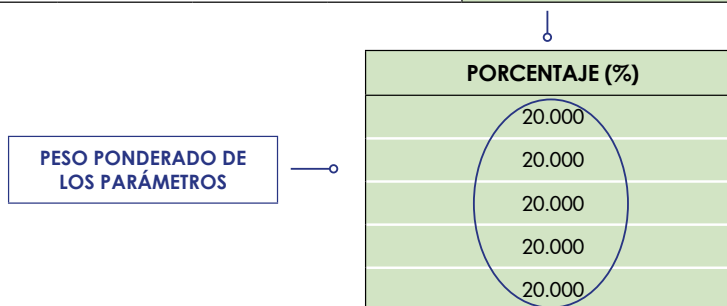 PORCENTAJE (%)
20.000
20.000
20.000
20.000
20.000
PESO PONDERADO DE
LOS PARÁMETROS